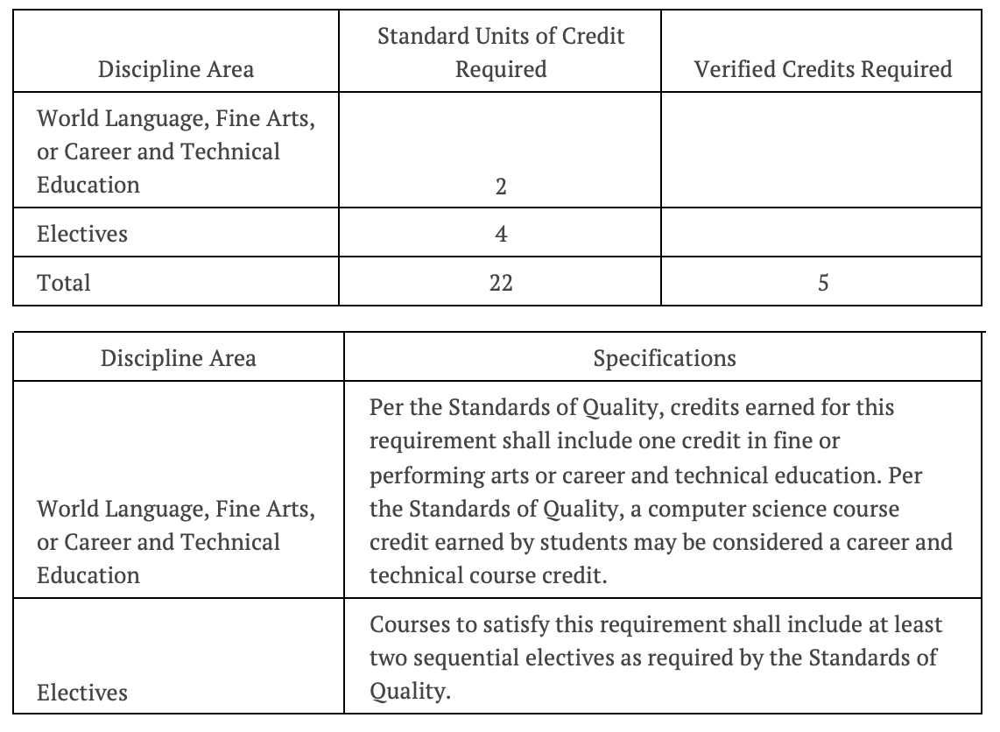 Discipline Area
Standard Units of Credit
Required
Verified Credits Required
World Language, Fine Arts,
or Career and Technical
Education
2
Electives
4
Total
22
5
Discipline Area
Specifications
World Language, Fine Arts,
or Career and Technical
Education
Per the Standards of Quality, credits earned for this
requirement shall include one credit in fine or
performing arts or career and technical education. Per
the Standards of Quality, a computer science course
credit earned by students may be considered a career and
technical course credit.
Electives
Courses to satisfy this requirement shall include at least
two sequential electives as required by the Standards of
Quality.